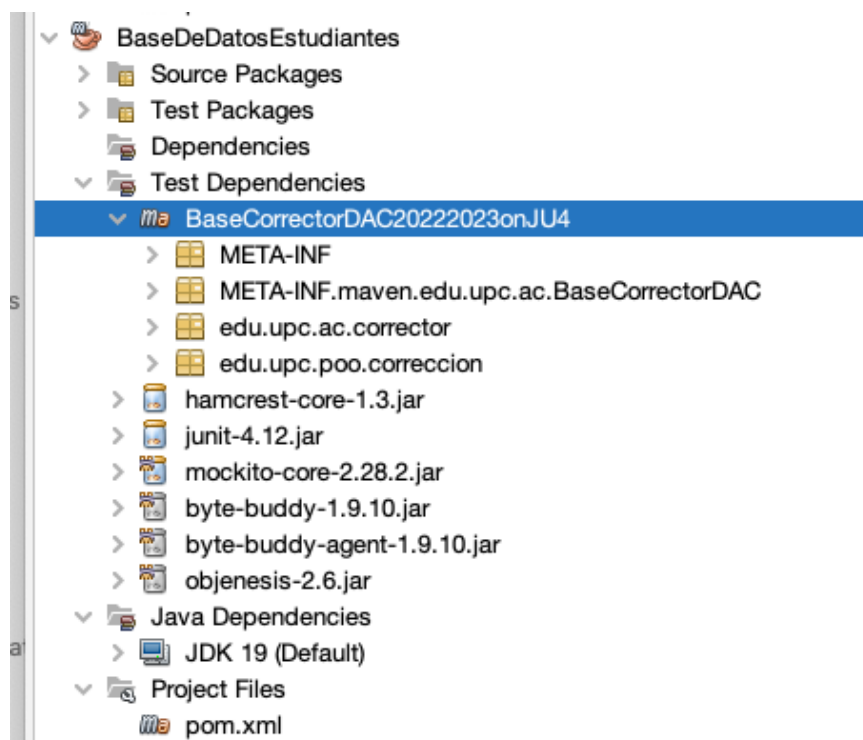 BaseDeDatosEstudiantes
Source Packages
Test Packages
Dependencies
Test Dependencies
BaseCorrectorDAC20222023onJU4
META-INF
META-INF.maven.edu.upc.ac.BaseCorrectorDAC
edu.upc.ac.corrector
edu.upc.poo.correccion
hamcrest-core-1.3.jar
junit-4.12.jar
mockito-core-2.28.2.jar
byte-buddy-1.9.10.jar
byte-buddy-agent-1.9.10.jar
objenesis-2.6.jar
Java Dependencies
JDK 19 (Default)
Project Files
pom.xml